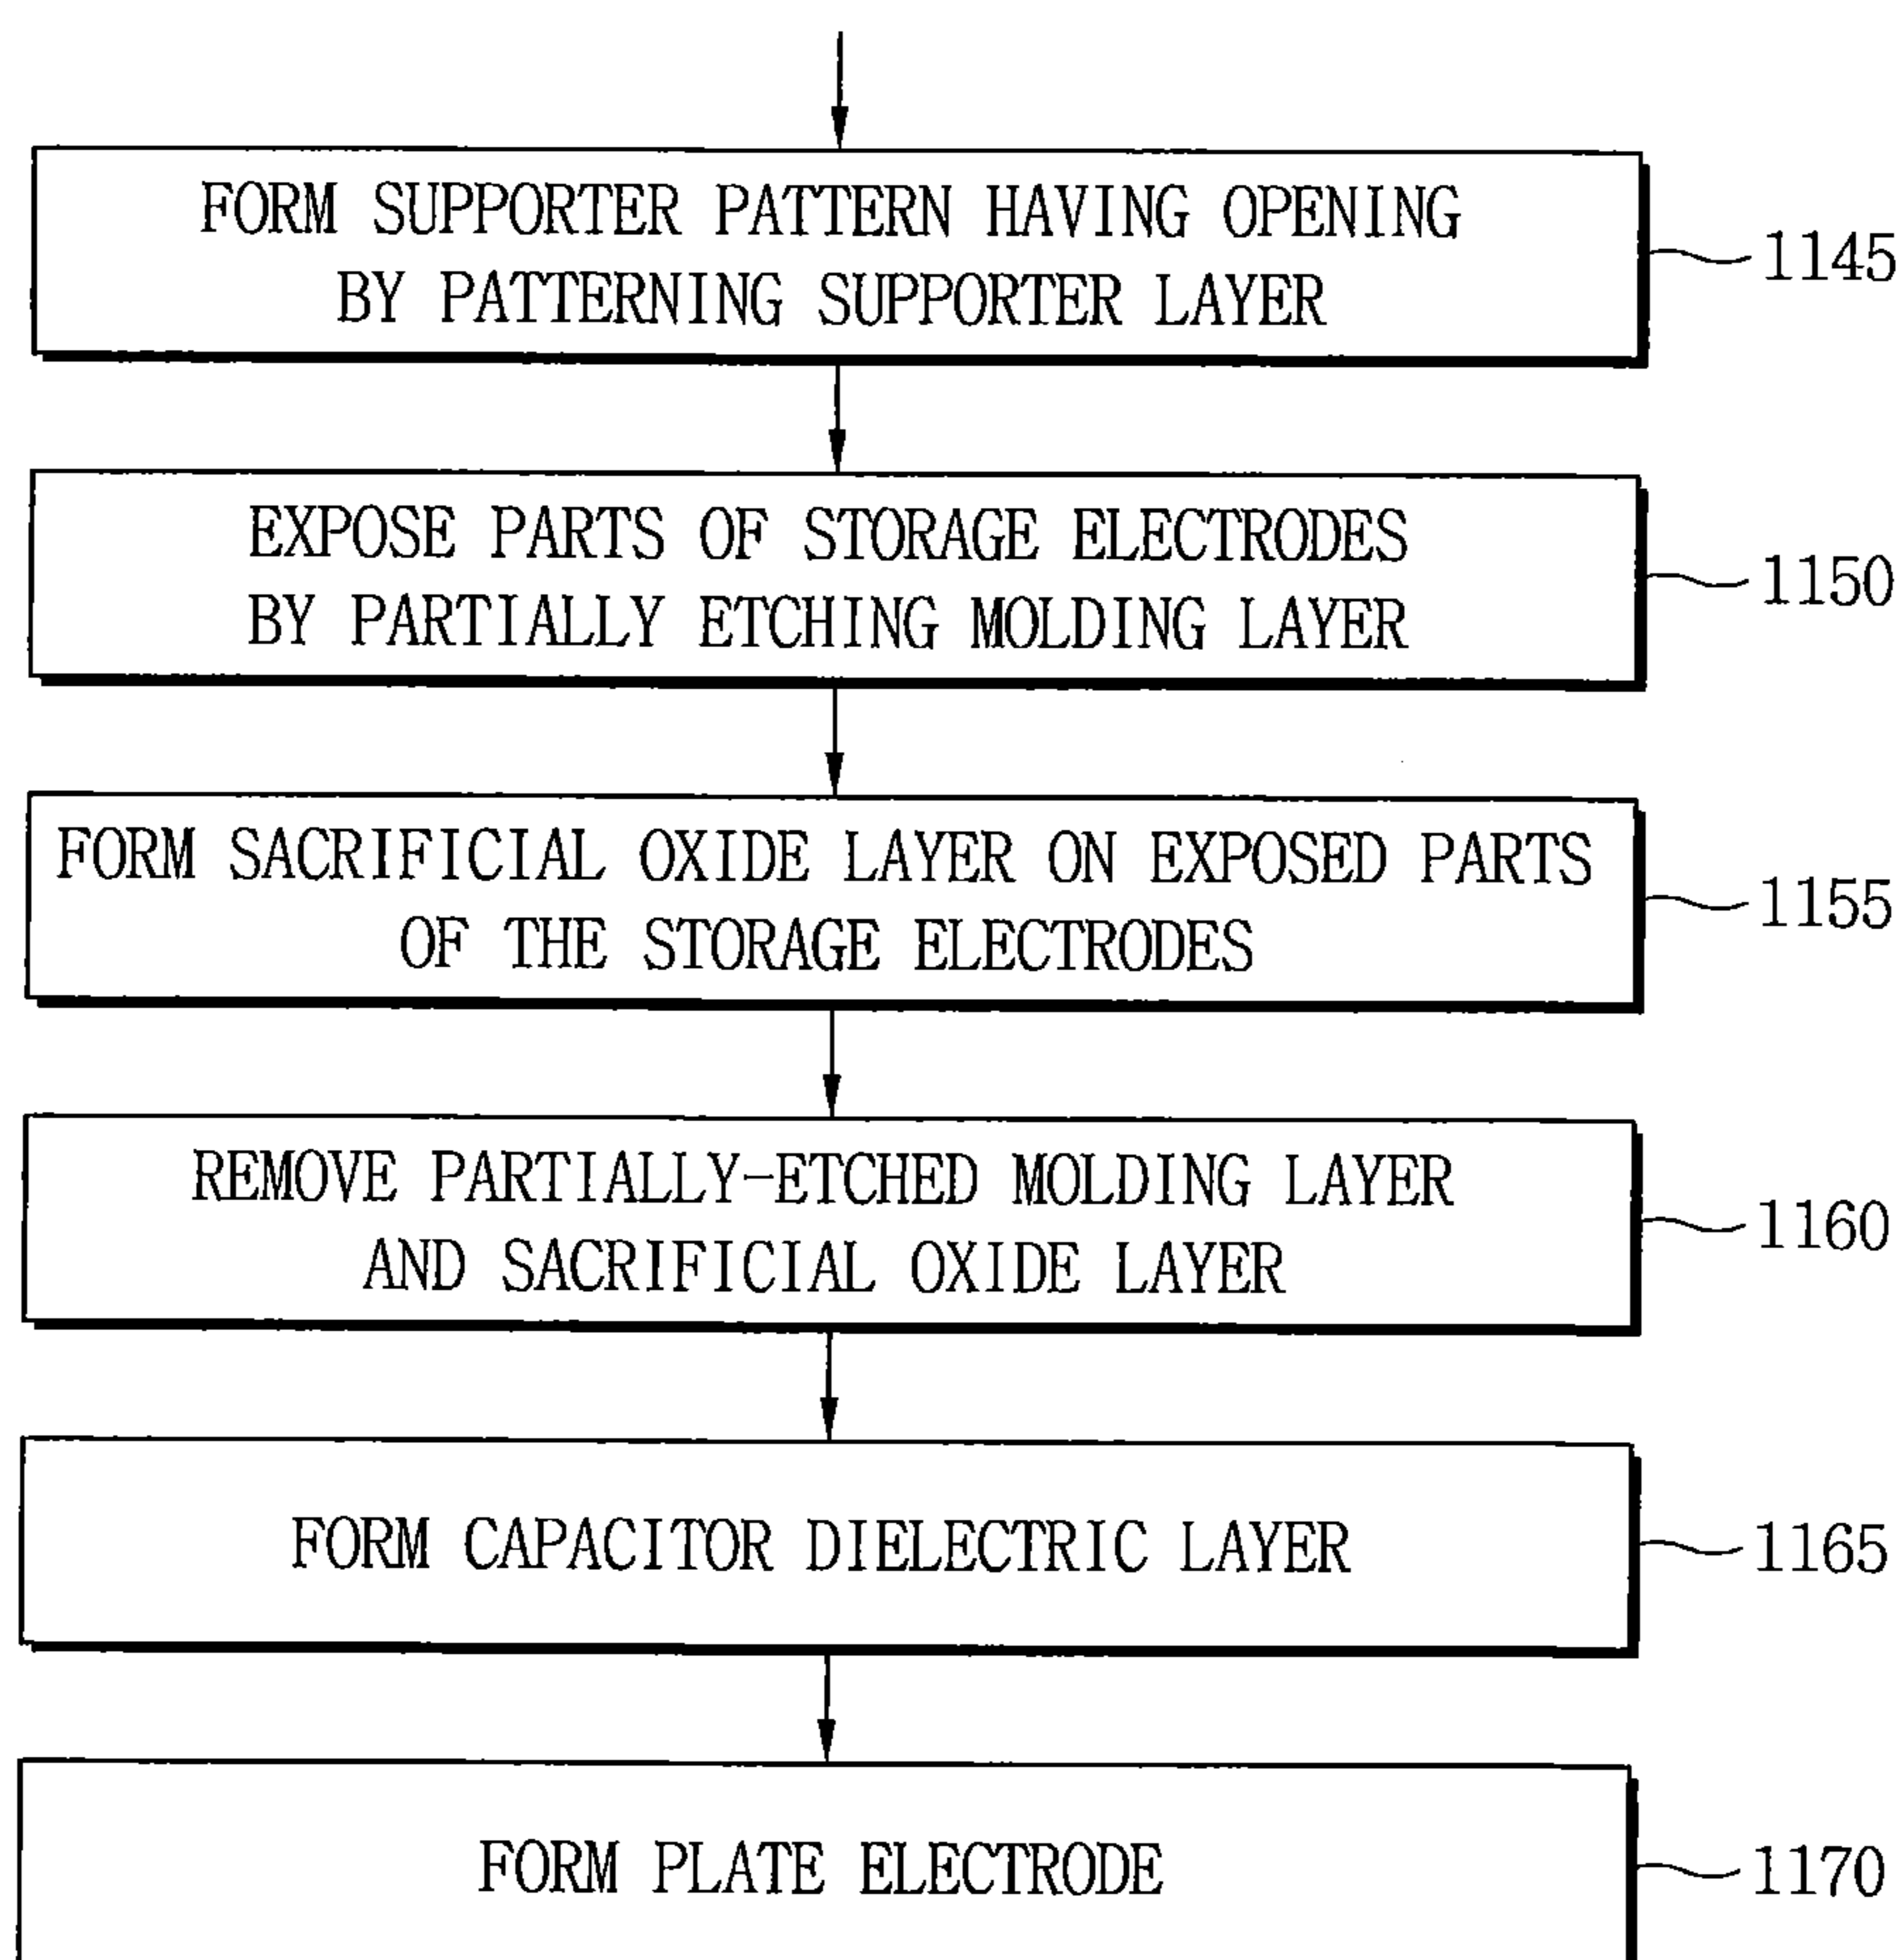 FORM SUPPORTER PATTERN HAVING OPENING
BY PATTERNING SUPPORTER LAYER
1145
EXPOSE PARTS OF STORAGE ELECTRODES
BY PARTIALLY ETCHING MOLDING LAYER
1150
FORM SACRIFICIAL OXIDE LAYER ON EXPOSED PARTS
OF THE STORAGE ELECTRODES
1155
REMOVE PARTIALLY-ETCHED MOLDING LAYER
AND SACRIFICIAL OXIDE LAYER
1160
FORM CAPACITOR DIELECTRIC LAYER
1165
FORM PLATE ELECTRODE
1170